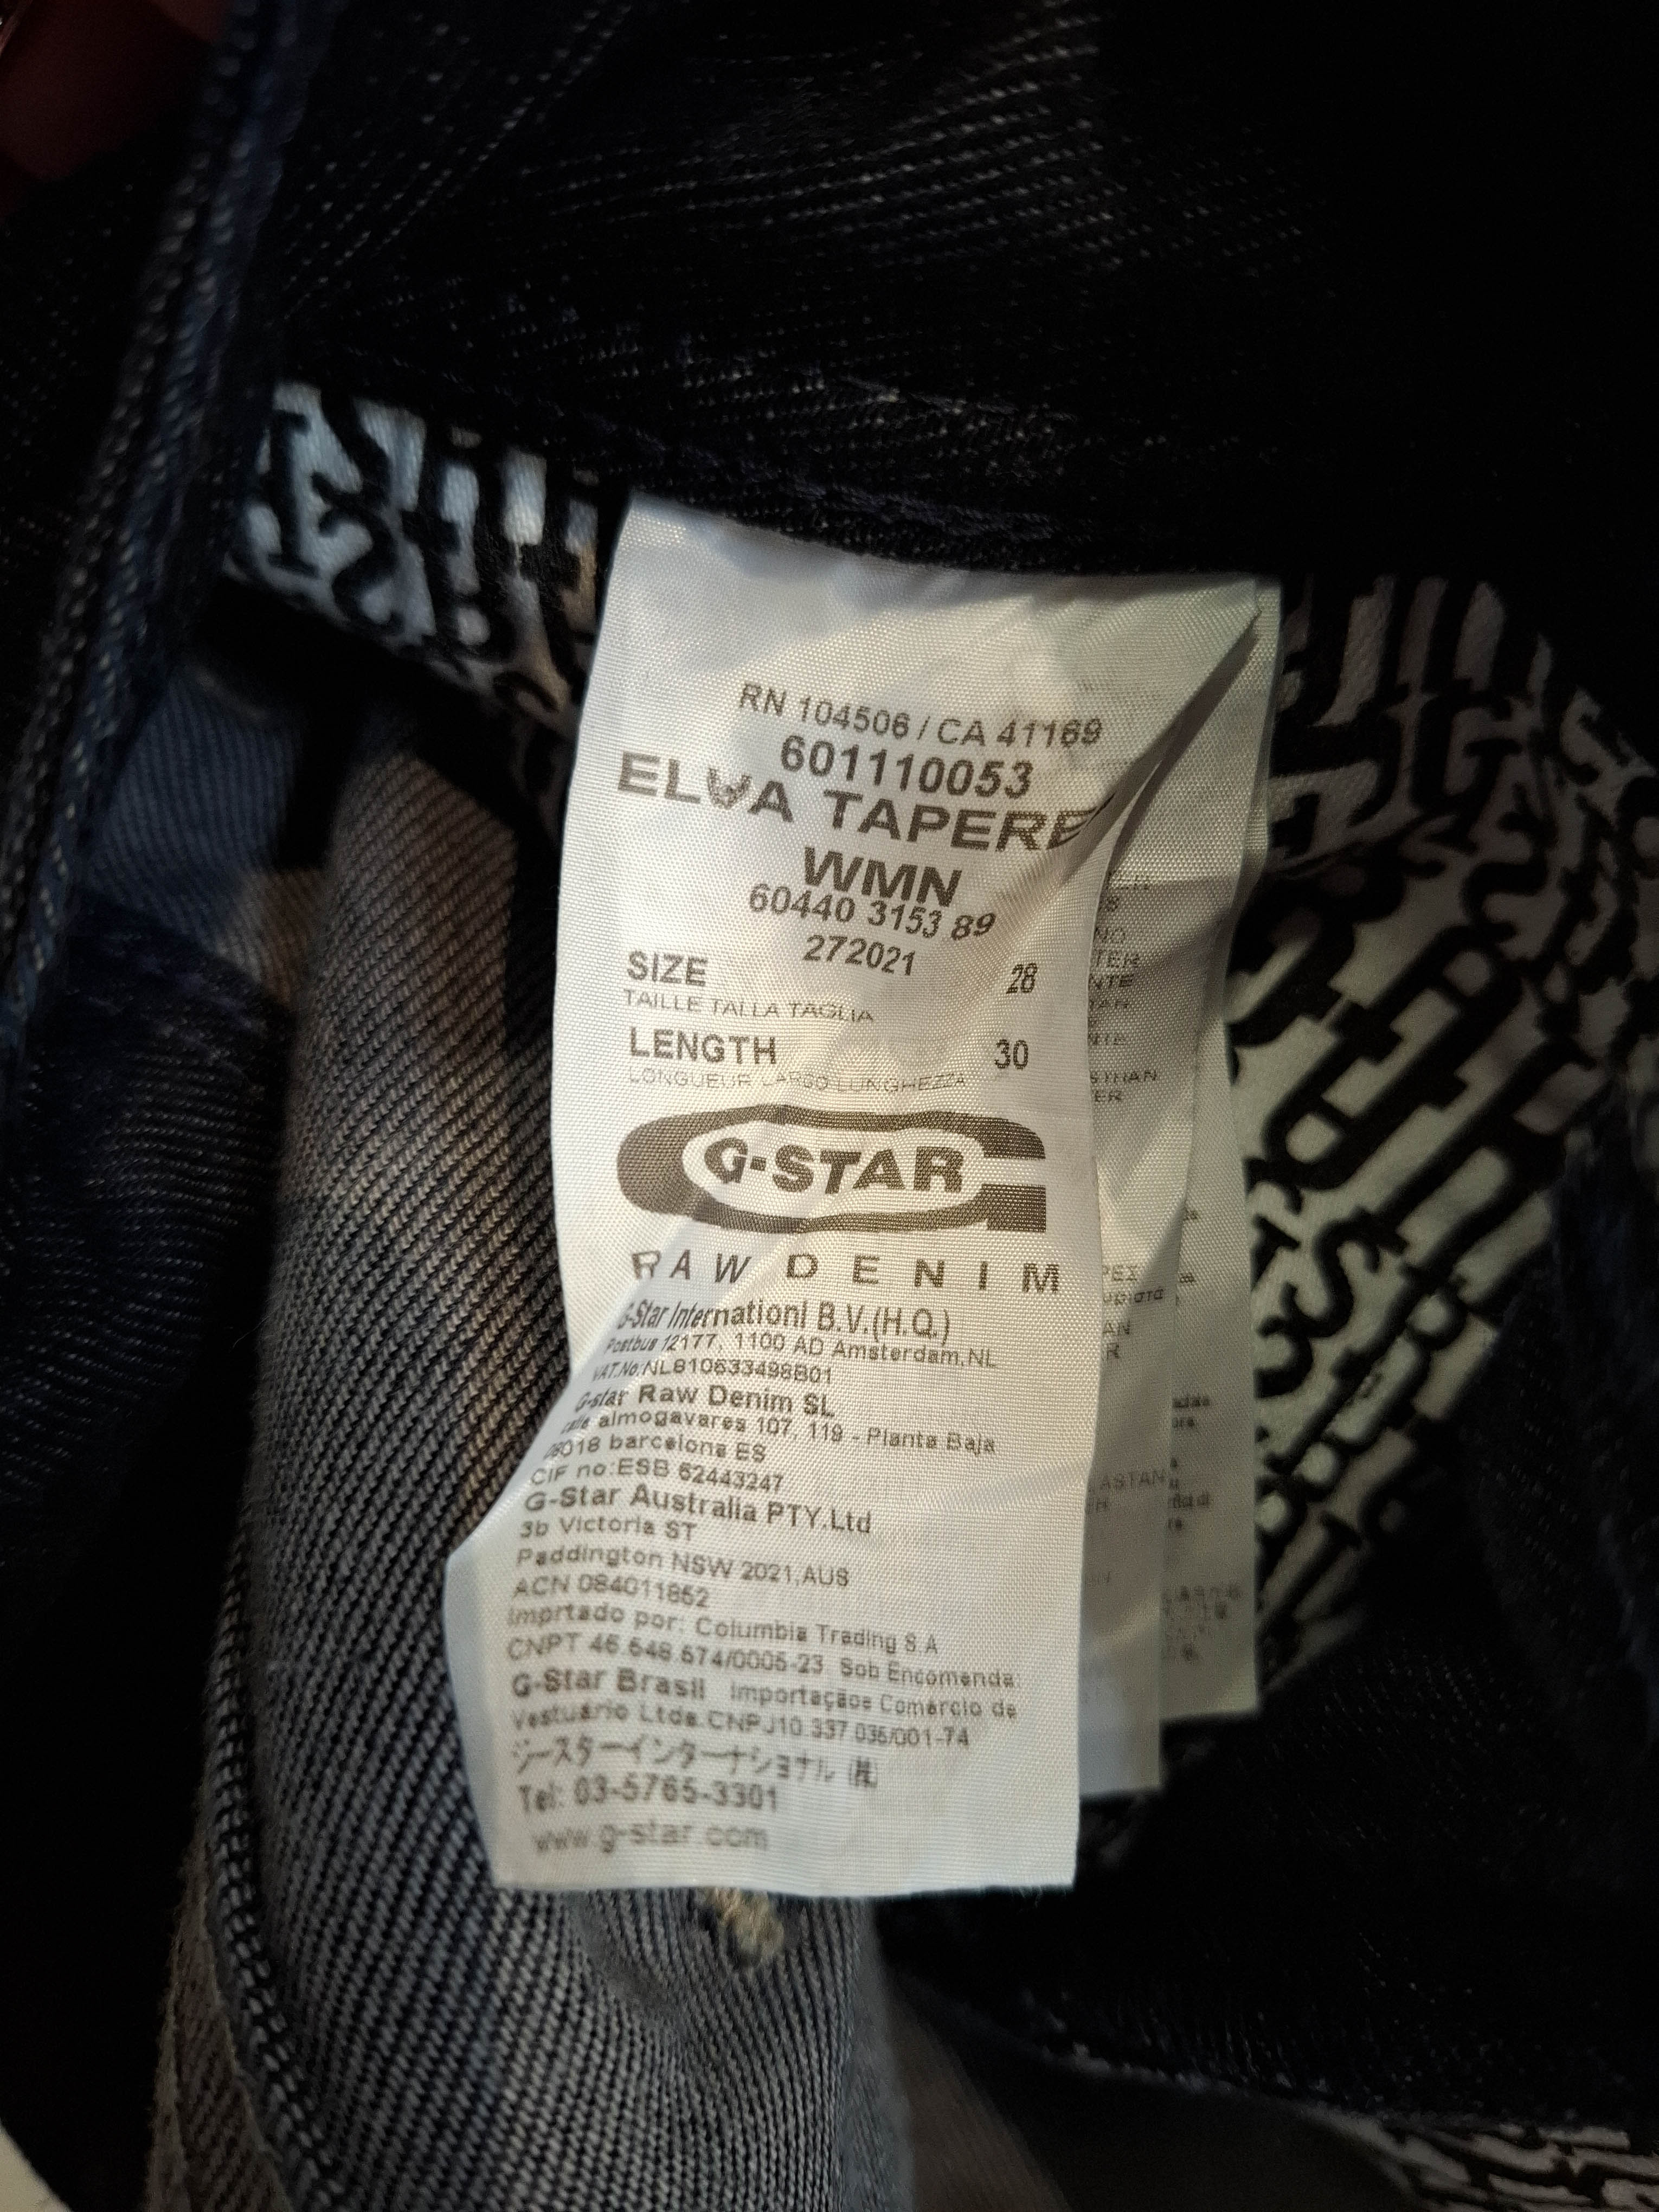 RN 104506 / CA 41169
601110053
ELVA TAPERE
WMN
60440 3153 89
272021
SIZE 28
TAILLE TALLA TAGLIA
LENGTH 30
LONGUEUR LARGO LUNGHEZZA
G-STAR
RAW DENIM
G-Star Internationl B.V.(H.Q.)
Postbus 12177, 1100 AD Amsterdam,NL
VAT.No:NL810633498B01
G-star Raw Denim SL
calle almogavares 107, 119 - Planta Baja
08018 barcelona ES
CIF no:ESB 62443247
G-Star Australia PTY.Ltd
3b Victoria ST
Paddington NSW 2021,AUS
ACN 084011852
Imprtado por: Columbia Trading S.A
CNPT 46.548.574/0005-23, Sob Encomenda:
G-Star Brasil Importaçãoe Comércio de
Vestuário Ltda.CNPJ10.337.035/001-74
ジースターインターナショナル (株)
Tel: 03-5765-3301
www.g-star.com